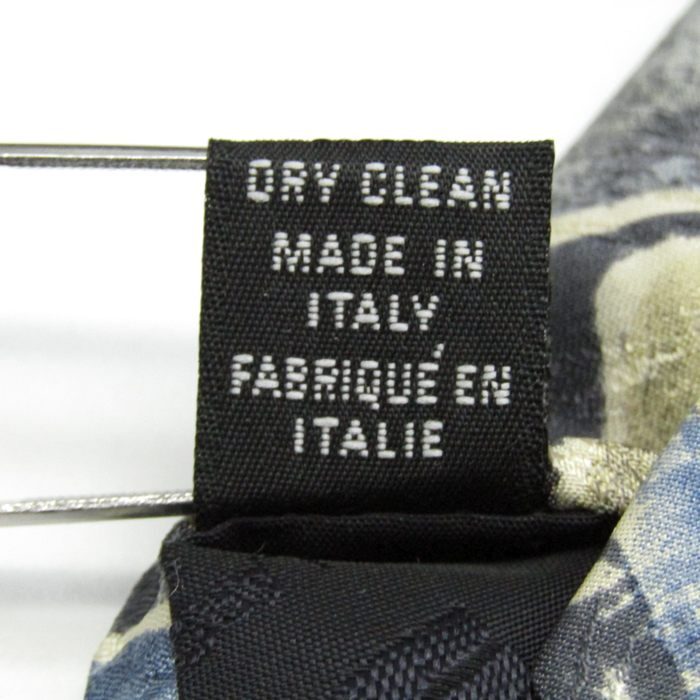 DRY CLEAN
MADE IN
ITALY
FABRIQUÉ EN
ITALIE